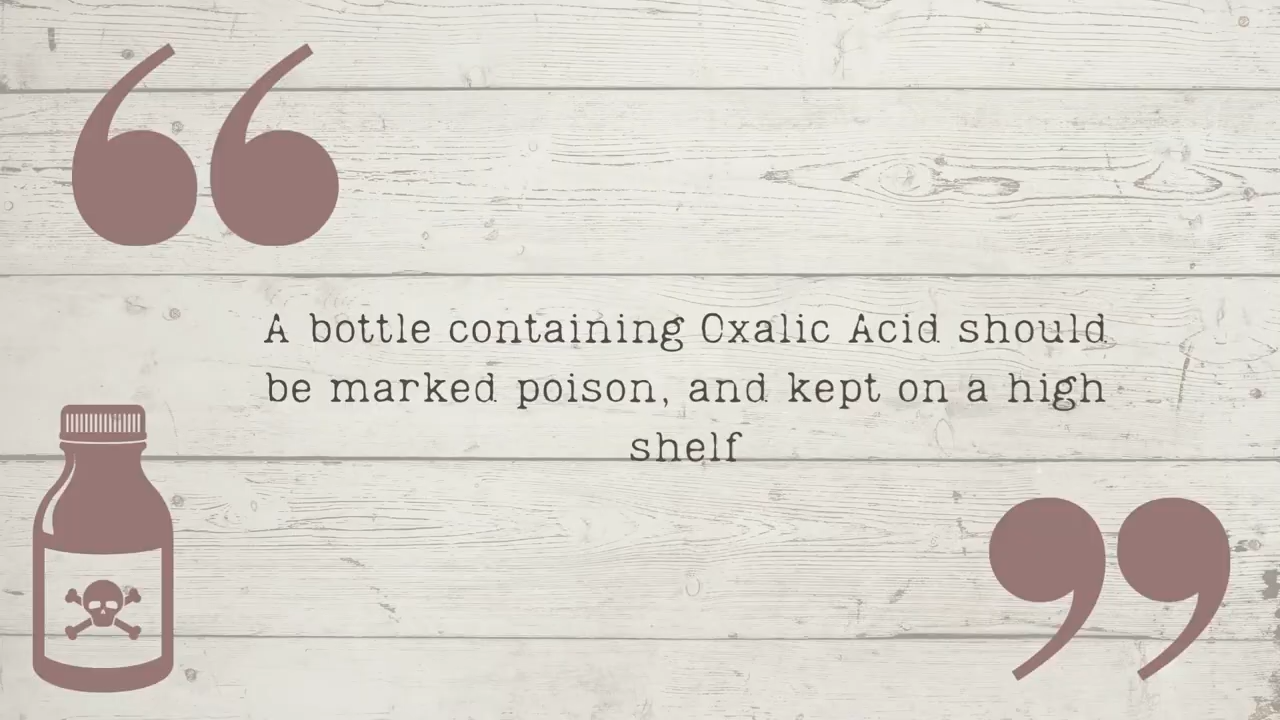 A bottle containing Oxalic Acid should
be marked poison, and kept on a high
shelf